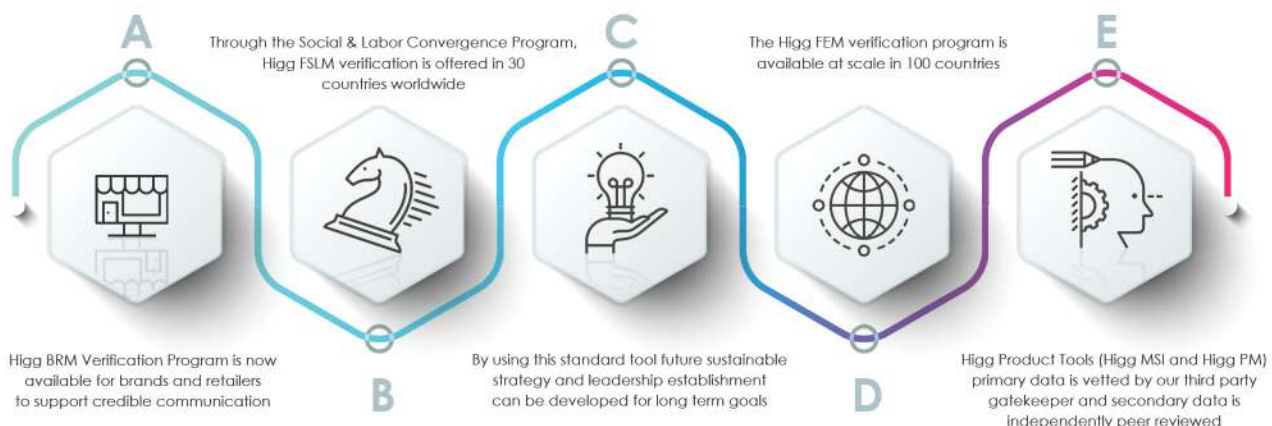 A
Higg BRM Verification Program is now
available for brands and retailers
to support credible communication
Through the Social & Labor Convergence Program,
Higg FSLM verification is offered in 30
countries worldwide
B
C
By using this standard tool future sustainable
strategy and leadership establishment
can be developed for long term goals
The Higg FEM verification program is
available at scale in 100 countries
D
E
Higg Product Tools (Higg MSI and Higg PM)
primary data is vetted by our third party
gatekeeper and secondary data is
independently peer reviewed